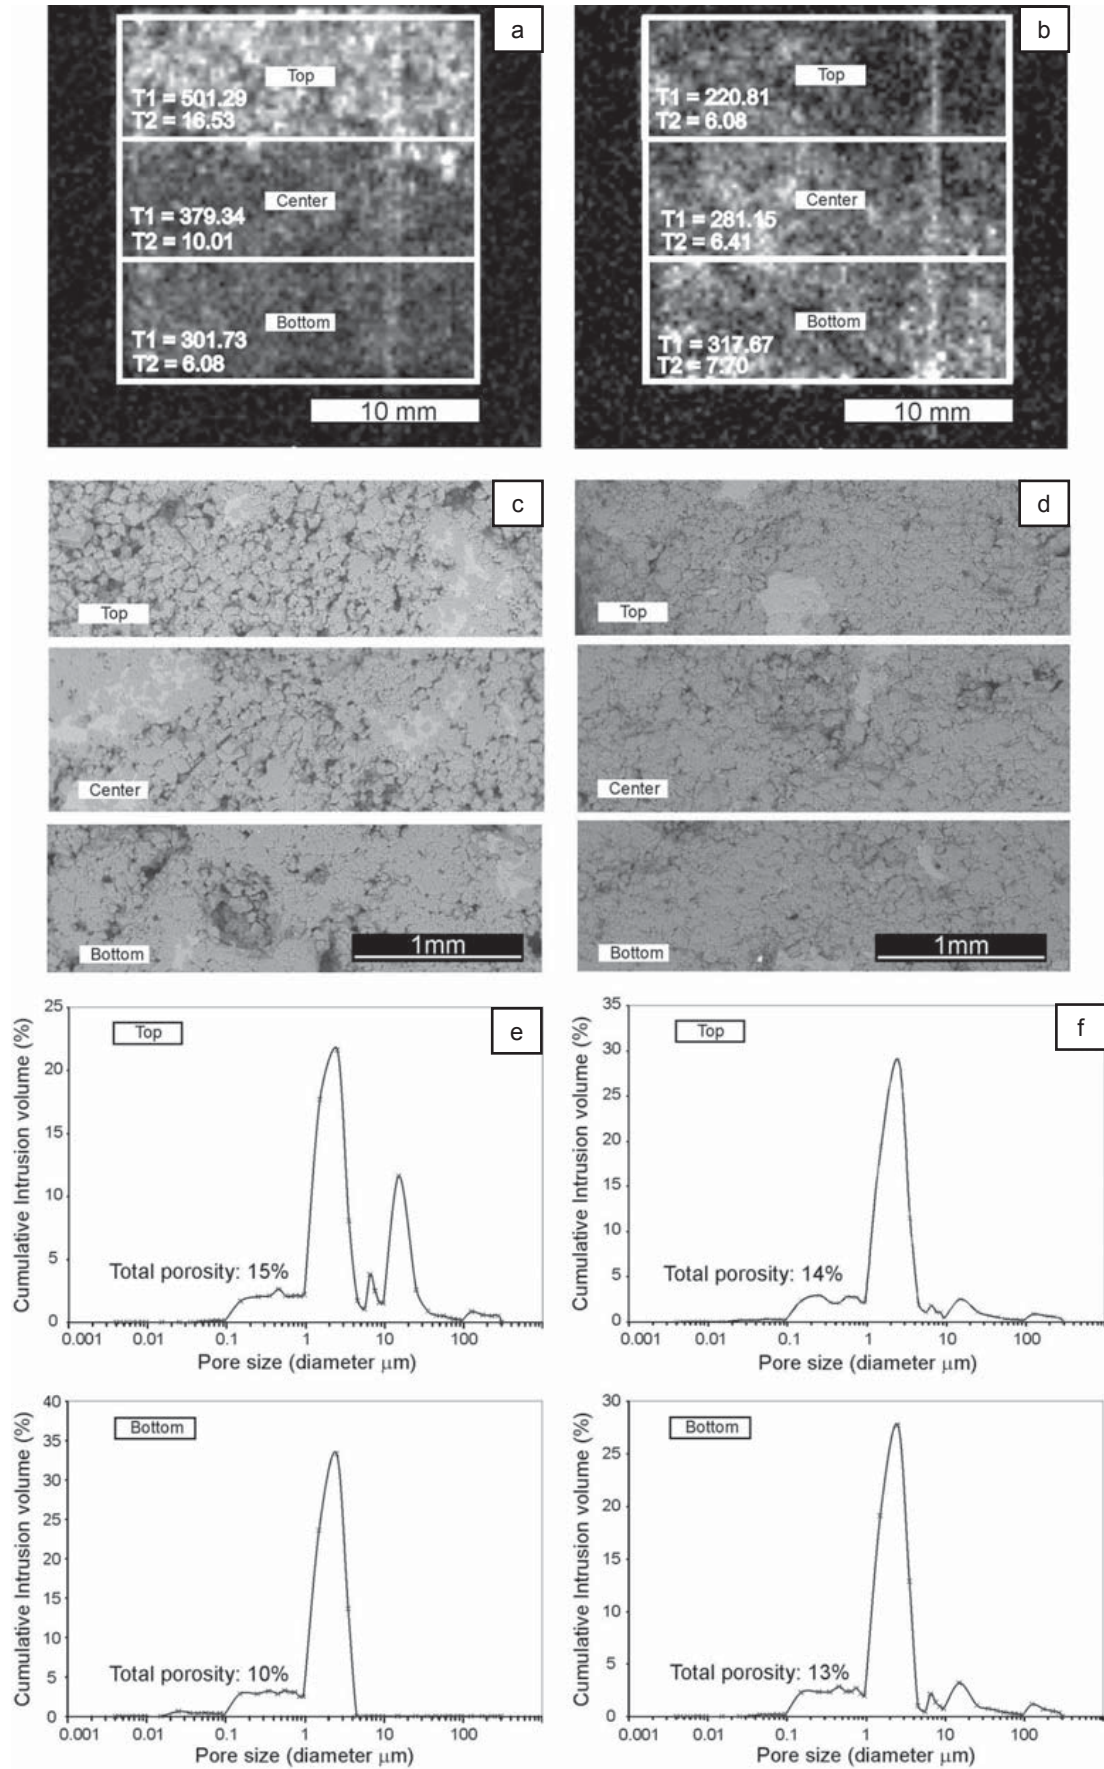 a
Top
T1 = 501.29
T2 = 16.53
Center
T1 = 379.34
T2 = 10.01
Bottom
T1 = 301.73
T2 = 6.08
10 mm
b
Top
T1 = 220.81
T2 = 6.08
Center
T1 = 281.15
T2 = 6.41
Bottom
T1 = 317.67
T2 = 7.70
10 mm
c
Top
Center
Bottom
1mm
d
Top
Center
Bottom
1mm
e
Top
Cumulative Intrusion volume (%)
25
20
15
10
5
0
Total porosity: 15%
0.001 0.01 0.1 1 10 100
Pore size (diameter μm)
f
Top
Cumulative Intrusion volume (%)
35
30
25
20
15
10
5
0
Total porosity: 14%
0.001 0.01 0.1 1 10 100
Pore size (diameter μm)
Bottom
Cumulative Intrusion volume (%)
40
35
30
25
20
15
10
5
0
Total porosity: 10%
0.001 0.01 0.1 1 10 100
Pore size (diameter μm)
Bottom
Cumulative Intrusion volume (%)
30
25
20
15
10
5
0
Total porosity: 13%
0.001 0.01 0.1 1 10 100
Pore size (diameter μm)